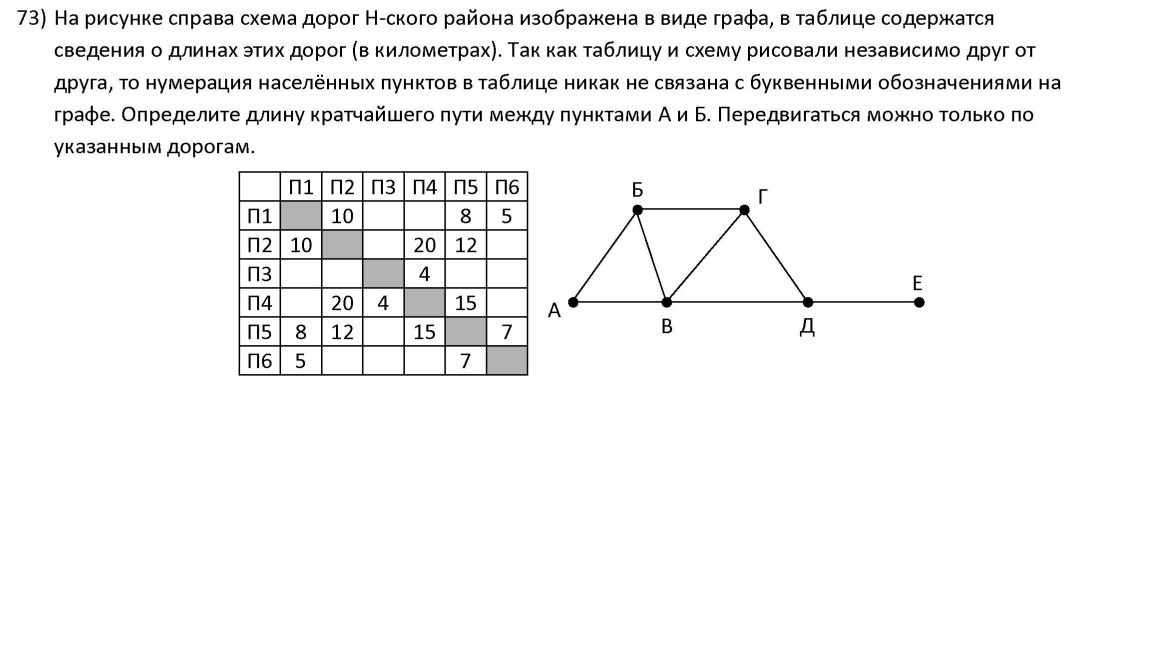 73) На рисунке справа схема дорог Н-ского района изображена в виде графа, в таблице содержатся
сведения о длинах этих дорог (в километрах). Так как таблицу и схему рисовали независимо друг от
друга, то нумерация населённых пунктов в таблице никак не связана с буквенными обозначениями на
графе. Определите длину кратчайшего пути между пунктами А и Б. Передвигаться можно только по
указанным дорогам.
П1 П2 П3 П4 П5 П6
П1 10 8 5
П2 10 20 12
П3 4
П4 20 4 15
П5 8 12 15 7
П6 5 7
Б Г
Е
А В Д